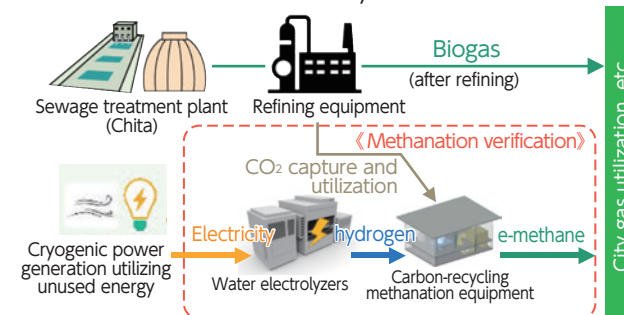 Biogas
(after refining)
Sewage treatment plant
(Chita)
Refining equipment
《Methanation verification》
CO2 capture and
utilization
Electricity
hydrogen
e-methane
Cryogenic power
generation utilizing
unused energy
Water electrolyzers
Carbon-recycling
methanation equipment
City gas utilization, etc.